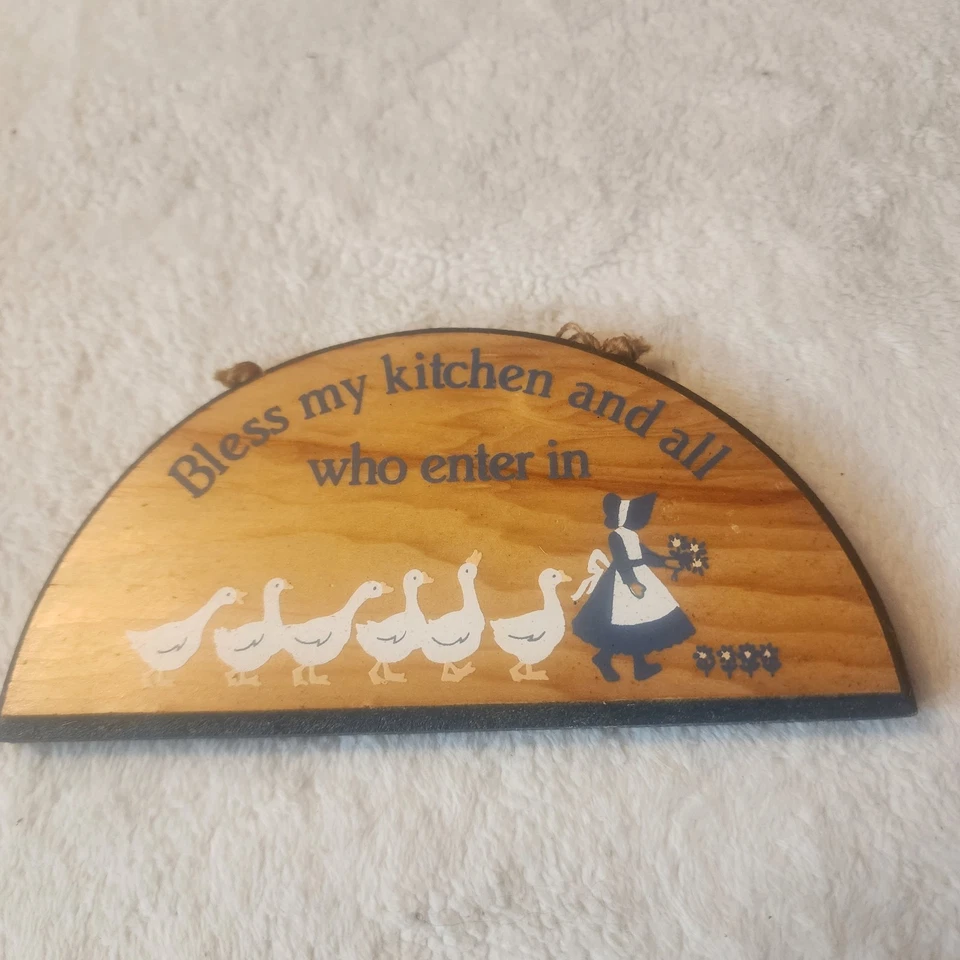 Bless my kitchen and all
who enter in